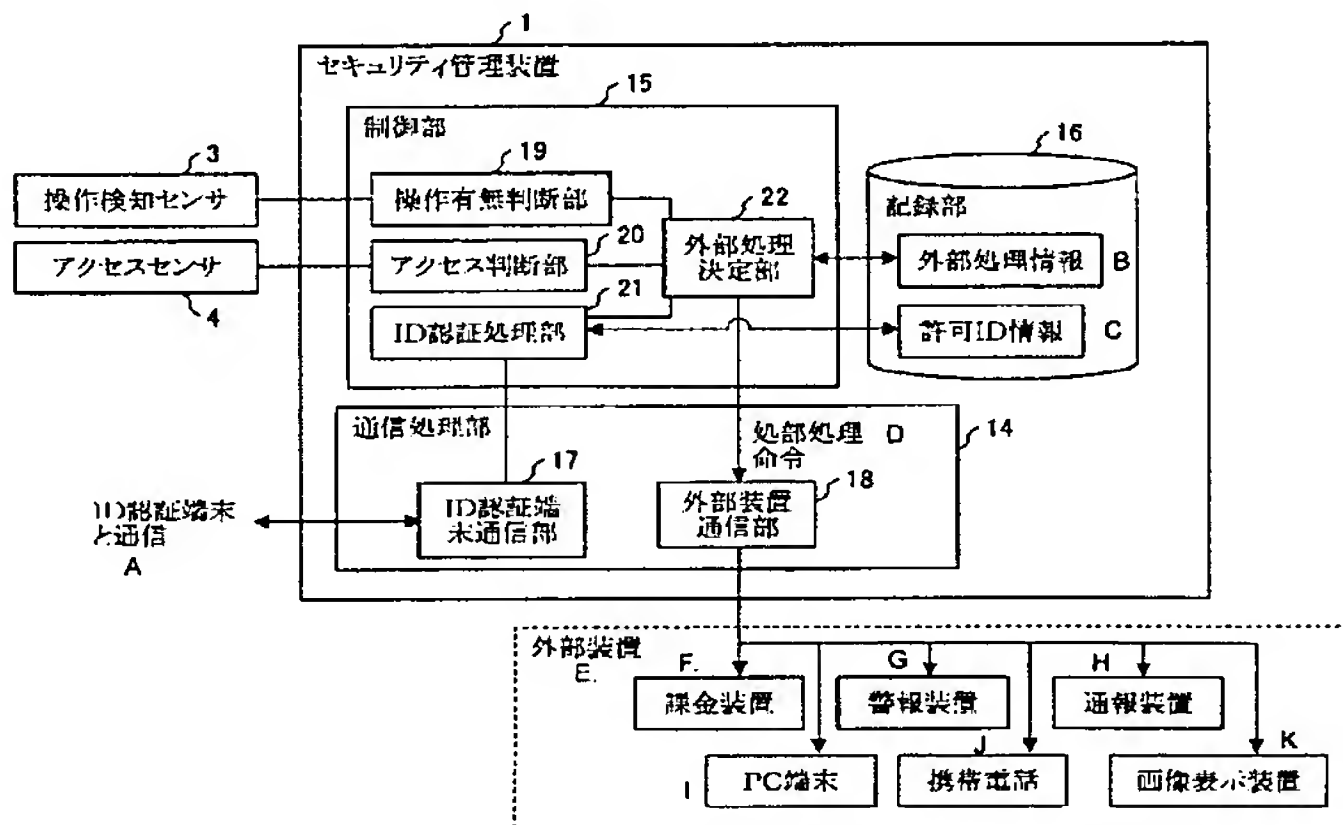 1
セキュリティ管理装置
15
制御部
3
操作検知センサ
19
操作有無判断部
アクセスセンサ
4
20
アクセス判断部
21
ID認証処理部
22
外部処理
決定部
16
記録部
外部処理情報
B
許可ID情報
C
通信処理部
14
処部処理
命令
D
17
ID認証端
末通信部
18
外部装置
通信部
ID認証端末
と通信
A
外部装置
E.
F.
課金装置
G
警報装置
H
通報装置
I
PC端末
J
携帯電話
K
画像表示装置